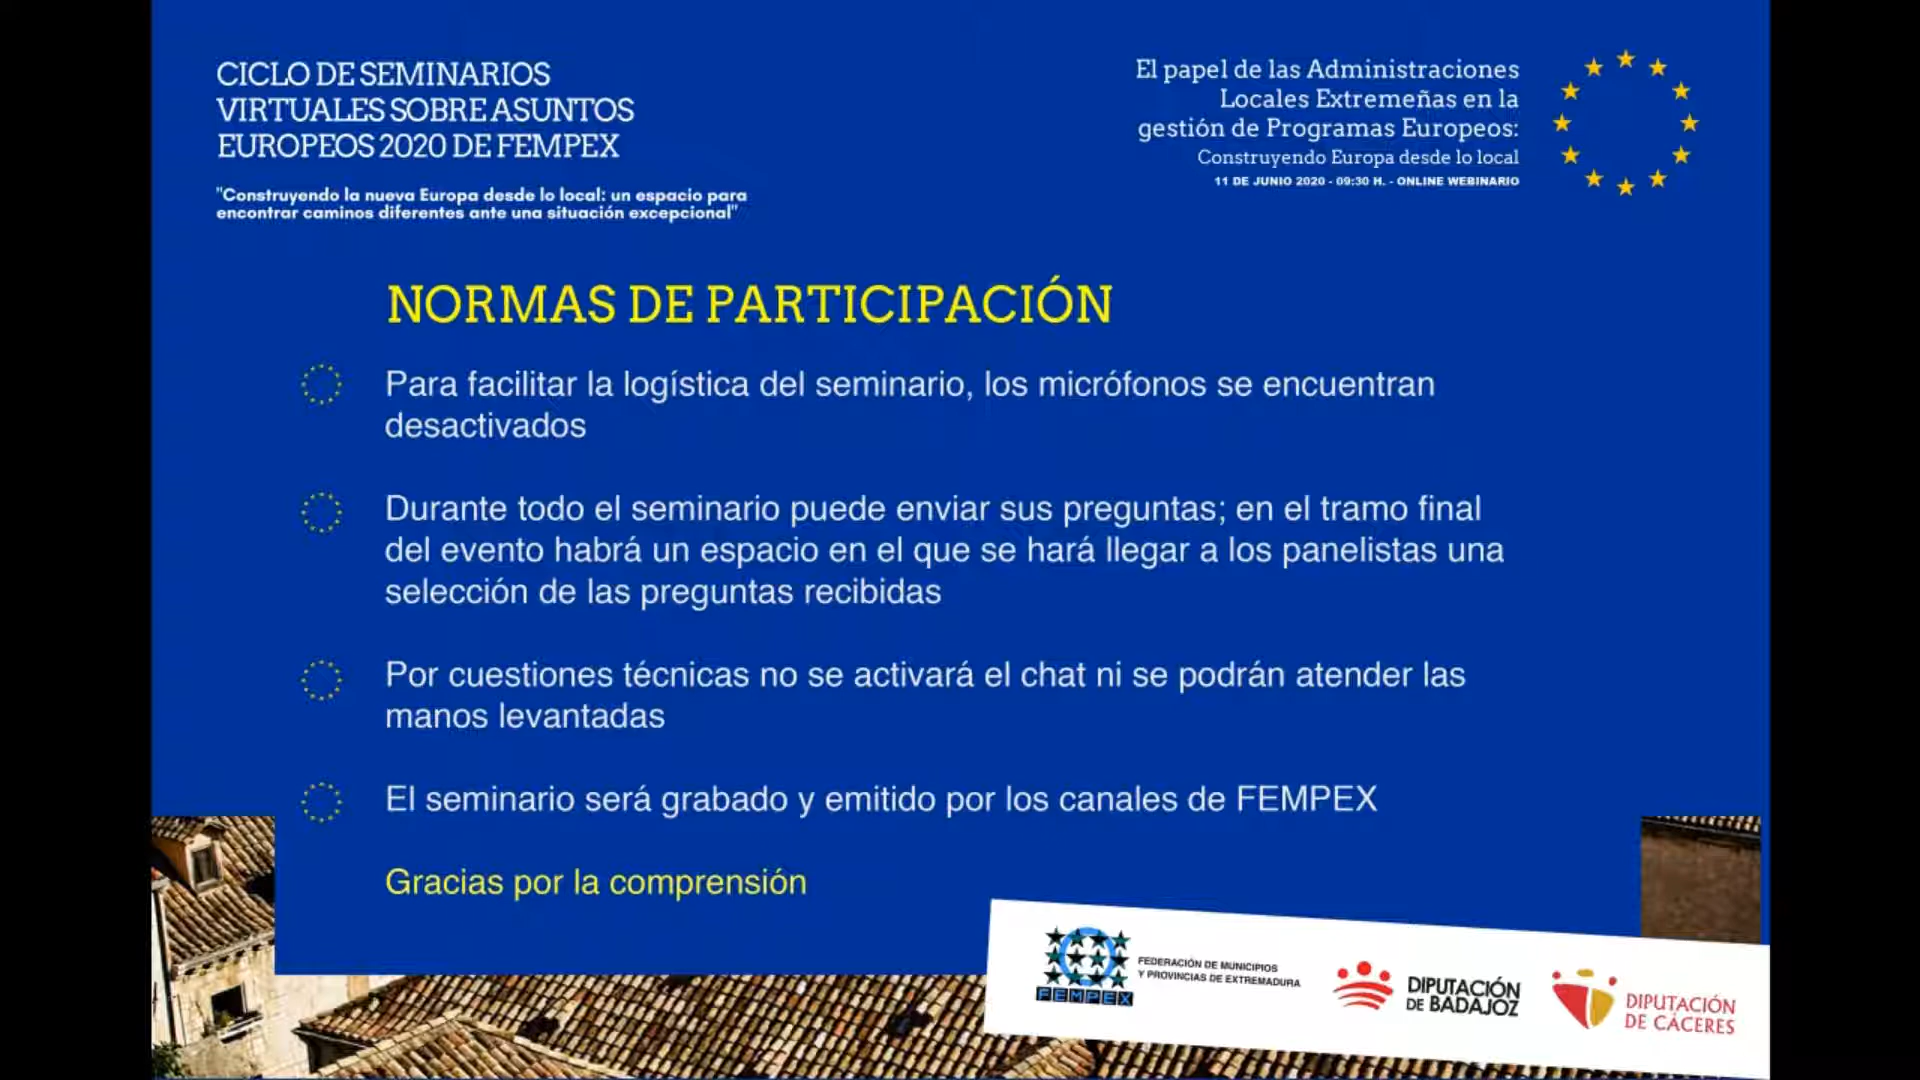 CICLO DE SEMINARIOS
VIRTUALES SOBRE ASUNTOS
EUROPEOS 2020 DE FEMPEX
"Construyendo la nueva Europa desde lo local: un espacio para
encontrar caminos diferentes ante una situación excepcional"
El papel de las Administraciones
Locales Extremeñas en la
gestión de Programas Europeos:
Construyendo Europa desde lo local
11 DE JUNIO 2020 - 09:30 H. - ONLINE WEBINARIO
NORMAS DE PARTICIPACIÓN
Para facilitar la logística del seminario, los micrófonos se encuentran
desactivados
Durante todo el seminario puede enviar sus preguntas; en el tramo final
del evento habrá un espacio en el que se hará llegar a los panelistas una
selección de las preguntas recibidas
Por cuestiones técnicas no se activará el chat ni se podrán atender las
manos levantadas
El seminario será grabado y emitido por los canales de FEMPEX
Gracias por la comprensión
FEMPEX
FEDERACIÓN DE MUNICIPIOS
Y PROVINCIAS DE EXTREMADURA
DIPUTACIÓN
DE BADAJOZ
DIPUTACIÓN
DE CÁCERES